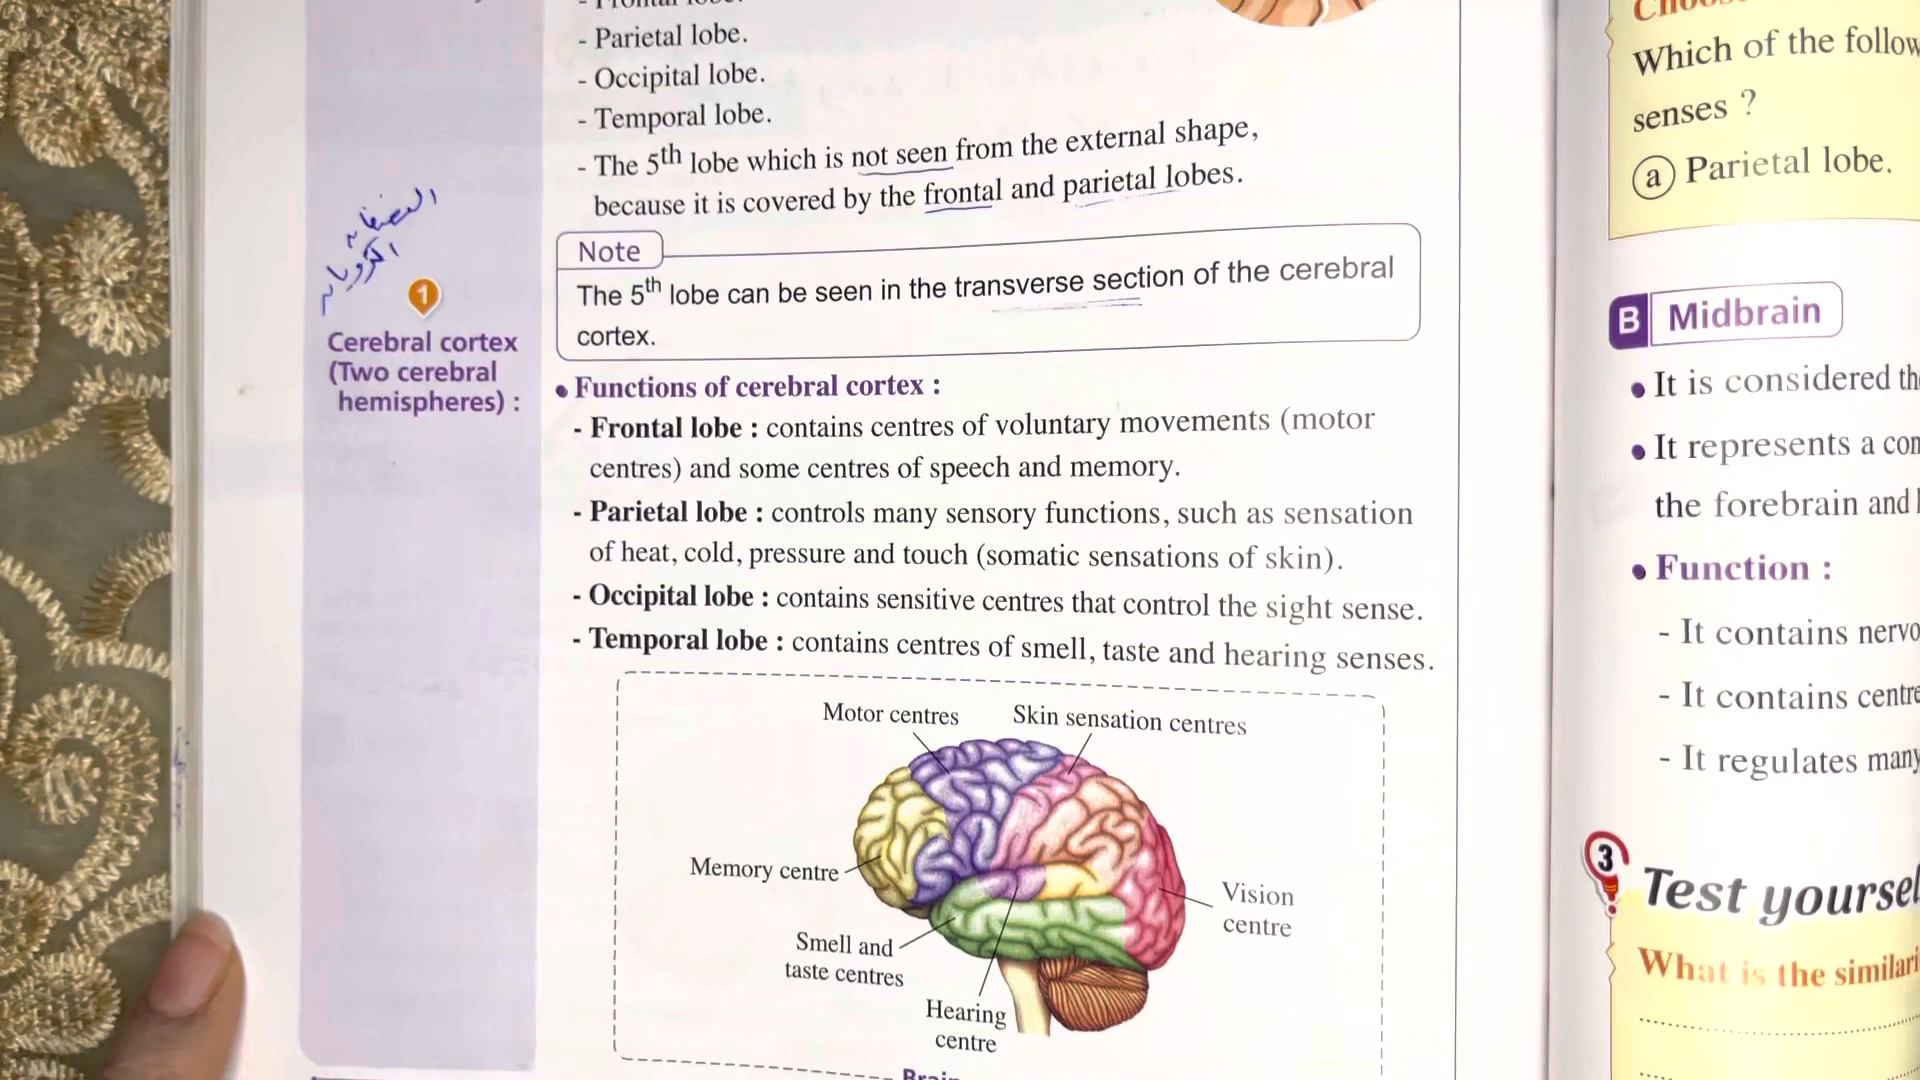 - Frontal lobe.
- Parietal lobe.
- Occipital lobe.
- Temporal lobe.
- The 5th lobe which is not seen from the external shape,
because it is covered by the frontal and parietal lobes.
Note
The 5th lobe can be seen in the transverse section of the cerebral
cortex.
1
Cerebral cortex
(Two cerebral
hemispheres) :
• Functions of cerebral cortex :
- Frontal lobe : contains centres of voluntary movements (motor
centres) and some centres of speech and memory.
- Parietal lobe : controls many sensory functions, such as sensation
of heat, cold, pressure and touch (somatic sensations of skin).
- Occipital lobe : contains sensitive centres that control the sight sense.
- Temporal lobe : contains centres of smell, taste and hearing senses.
Motor centres
Skin sensation centres
Memory centre
Vision
centre
Smell and
taste centres
Hearing
centre
Which of the follow
senses ?
a Parietal lobe.
B Midbrain
• It is considered th
• It represents a con
the forebrain and
• Function :
- It contains nervo
- It contains centre
- It regulates many
3
Test yoursel
What is the similari